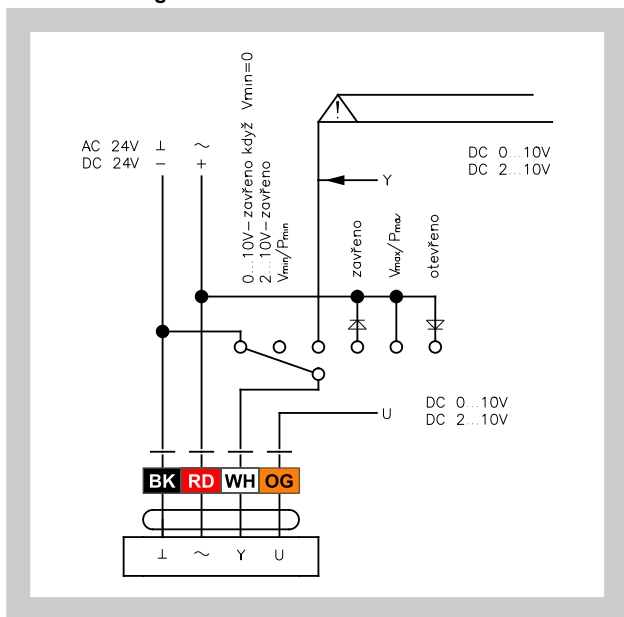 AC 24V ⊥ ~
DC 24V − +
0...10V–zavřeno když Vmin=0
2...10V–zavřeno
Vmin/Pmin
!
DC 0...10V
DC 2...10V
Y
zavřeno
Vmax/Pmax
otevřeno
DC 0...10V
DC 2...10V
U
BK RD WH OG
⊥ ~ Y U